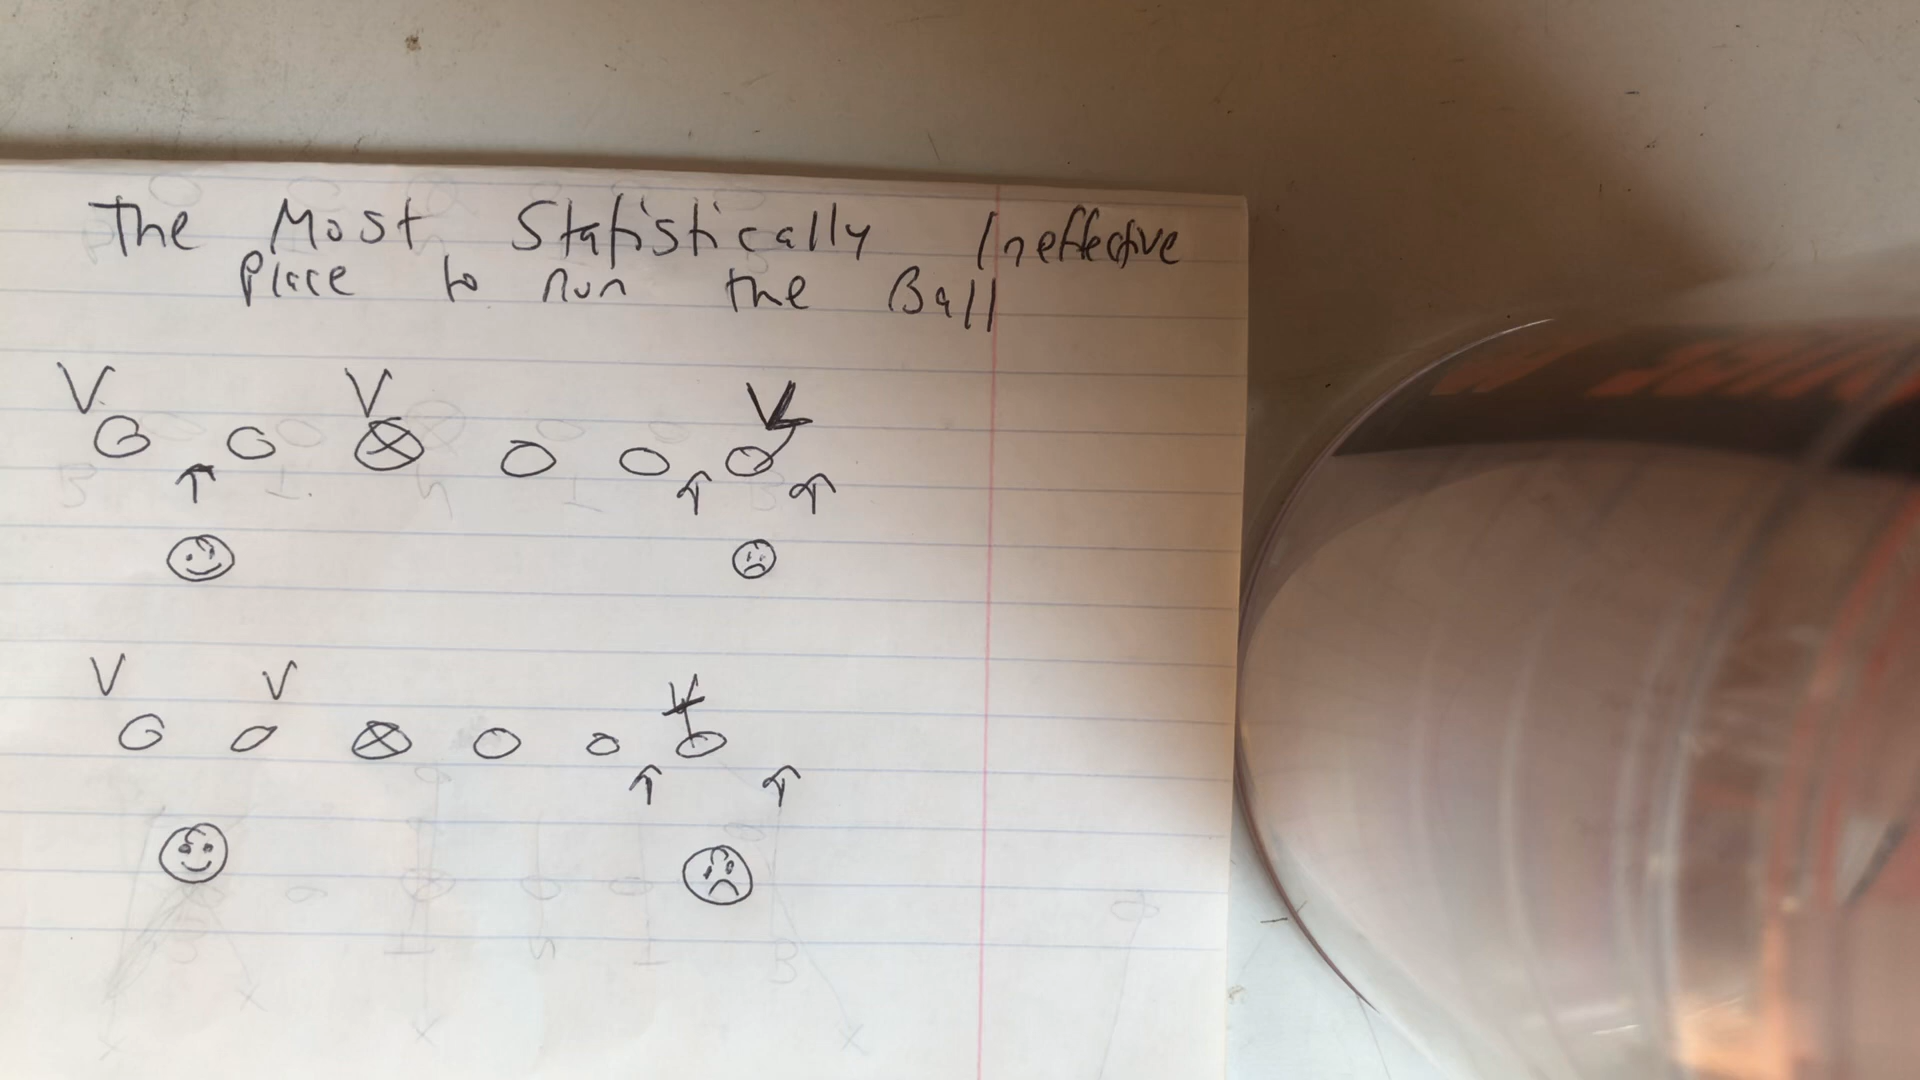 The Most Statistically Ineffective
Place to run the Ball
V V V
V V V